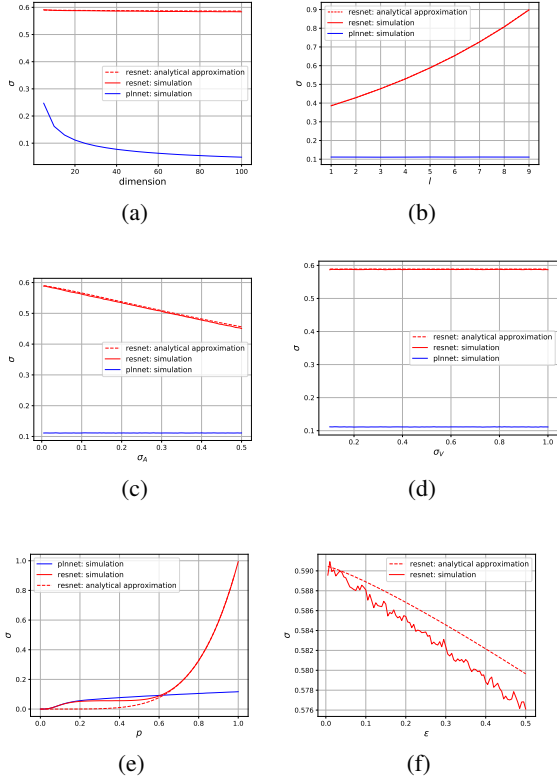 0.6
0.5
0.4
0.3
0.2
0.1
σ
resnet: analytical approximation
resnet: simulation
plnnet: simulation
20
40
60
80
100
dimension
(a)
0.9
0.8
0.7
0.6
0.5
0.4
0.3
0.2
0.1
σ
resnet: analytical approximation
resnet: simulation
plnnet: simulation
1
2
3
4
5
6
7
8
9
l
(b)
0.6
0.5
0.4
0.3
0.2
0.1
σ
resnet: analytical approximation
resnet: simulation
plnnet: simulation
0.0
0.1
0.2
0.3
0.4
0.5
σA
(c)
0.6
0.5
0.4
0.3
0.2
0.1
σ
resnet: analytical approximation
resnet: simulation
plnnet: simulation
0.2
0.4
0.6
0.8
1.0
σV
(d)
1.0
0.8
0.6
0.4
0.2
0.0
σ
plnnet: simulation
resnet: simulation
resnet: analytical approximation
0.0
0.2
0.4
0.6
0.8
1.0
p
(e)
0.590
0.588
0.586
0.584
0.582
0.580
0.578
0.576
σ
resnet: analytical approximation
resnet: simulation
0.0
0.1
0.2
0.3
0.4
0.5
ε
(f)